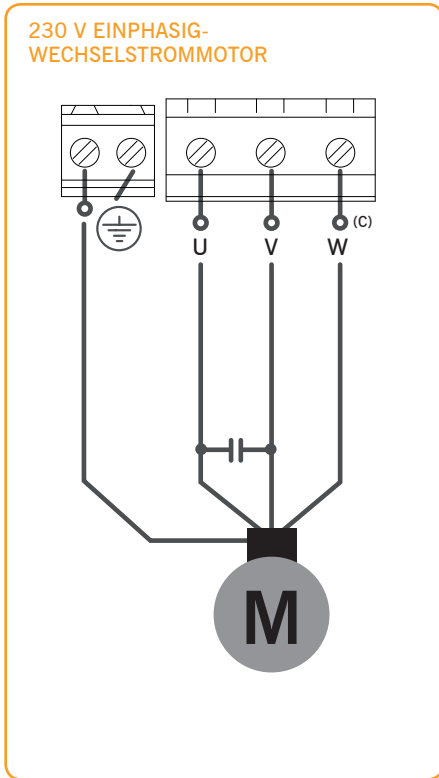 230 V EINPHASIG-
WECHSELSTROMMOTOR
(C)
U V W
M